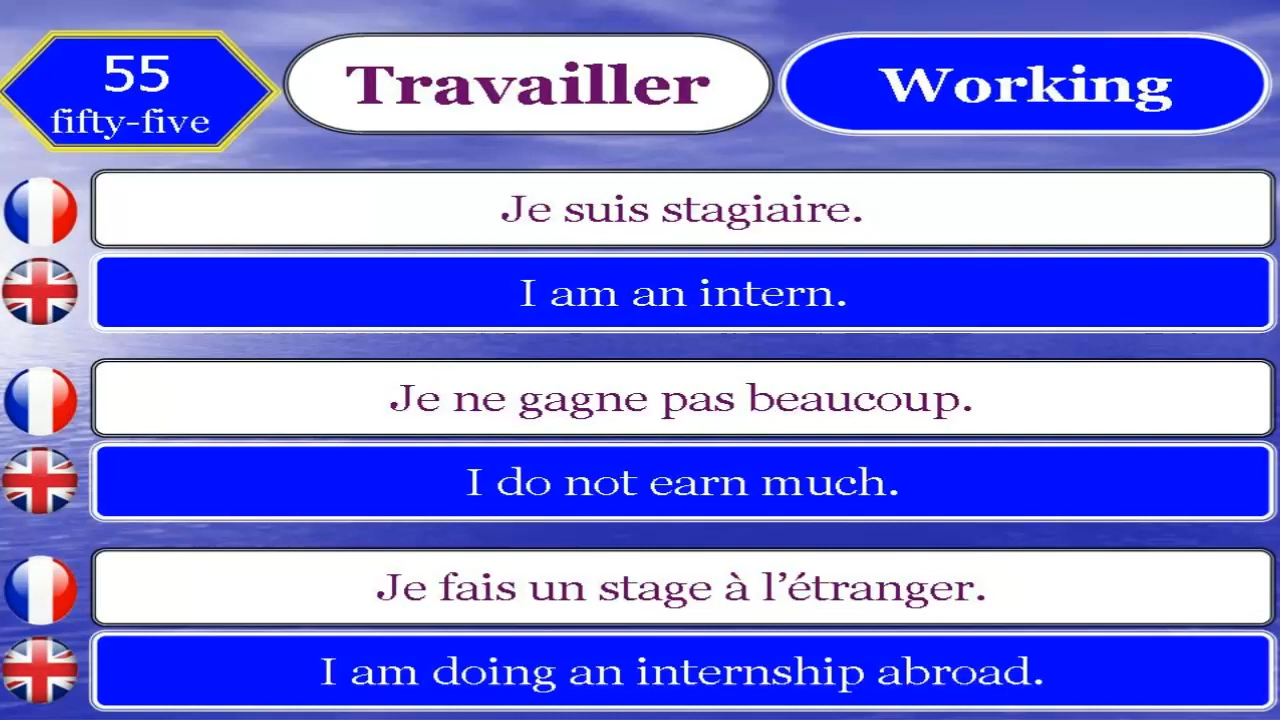 55
fifty-five
Travailler
Working
Je suis stagiaire.
I am an intern.
Je ne gagne pas beaucoup.
I do not earn much.
Je fais un stage à l’étranger.
I am doing an internship abroad.